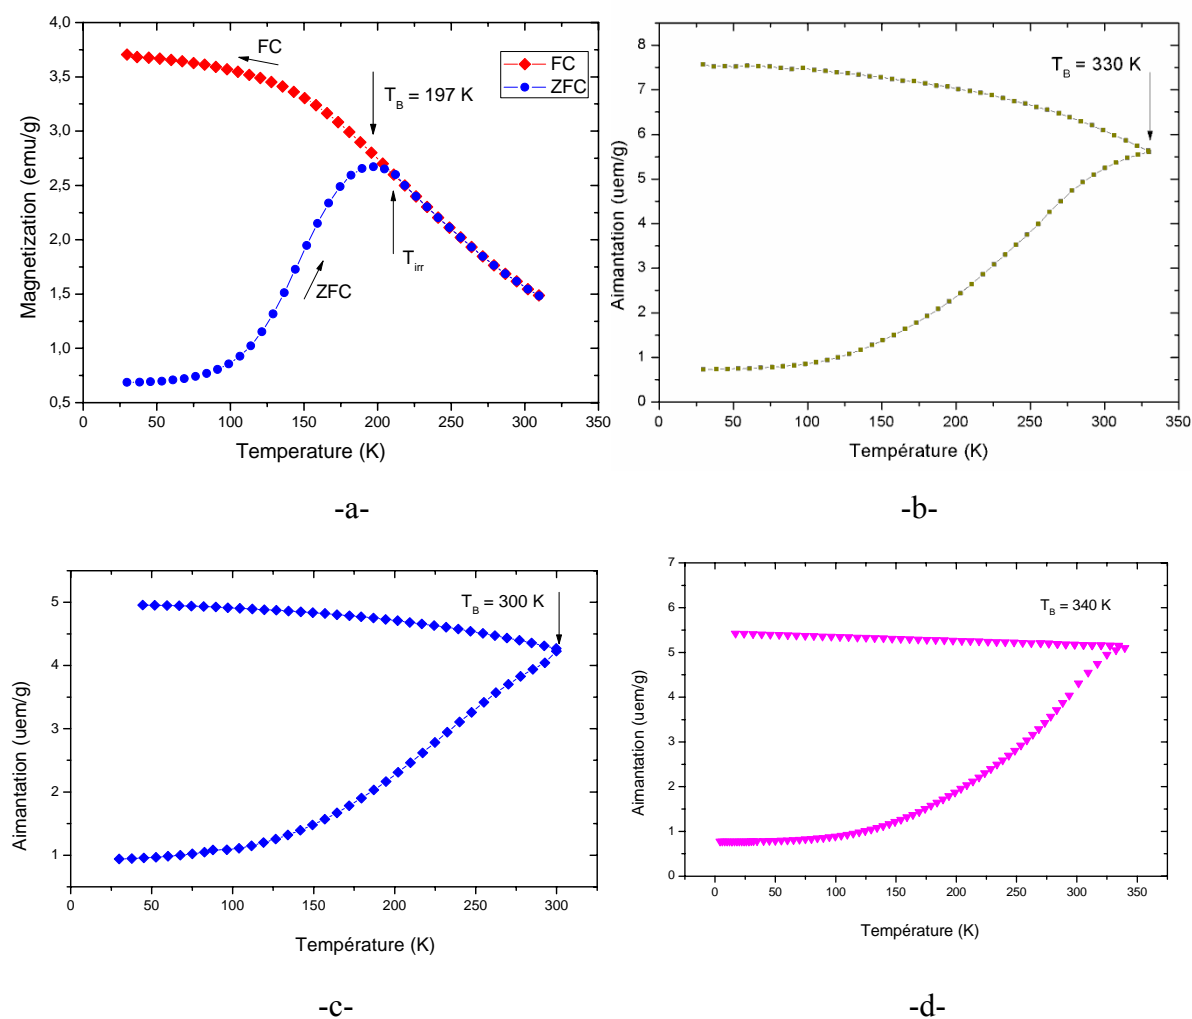 4,0
3,5
3,0
2,5
2,0
1,5
1,0
0,5
0 50 100 150 200 250 300 350
Magnetization (emu/g)
Temperature (K)
FC
FC
ZFC
T_B = 197 K
T_irr
ZFC
-a-
8
7
6
5
4
3
2
1
0
0 50 100 150 200 250 300 350
Aimantation (uem/g)
Température (K)
T_B = 330 K
-b-
5
4
3
2
1
0 50 100 150 200 250 300
Aimantation (uem/g)
Température (K)
T_B = 300 K
-c-
7
6
5
4
3
2
1
0
0 50 100 150 200 250 300 350
Aimantation (uem/g)
Température (K)
T_B = 340 K
-d-